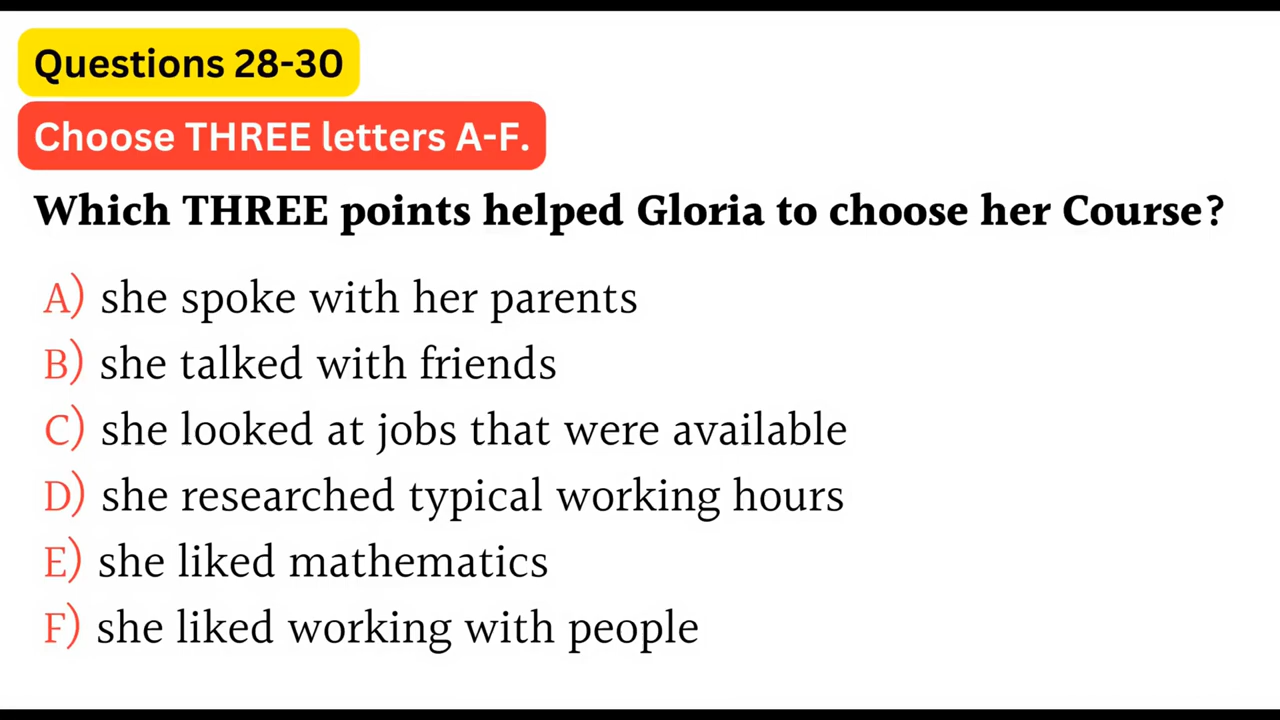 Questions 28-30
Choose THREE letters A-F.
Which THREE points helped Gloria to choose her Course?
A) she spoke with her parents
B) she talked with friends
C) she looked at jobs that were available
D) she researched typical working hours
E) she liked mathematics
F) she liked working with people